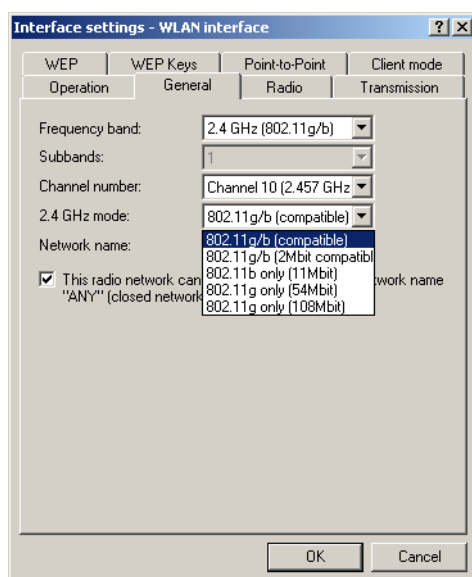 Interface settings - WLAN interface
WEP WEP Keys Point-to-Point Client mode
Operation General Radio Transmission
Frequency band: 2.4 GHz (802.11g/b)
Subbands: 1
Channel number: Channel 10 (2.457 GHz
2.4 GHz mode: 802.11g/b (compatible)
802.11g/b (compatible)
Network name: 802.11g/b (2Mbit compatibl
802.11b only (11Mbit)
This radio network can work name
802.11g only (54Mbit)
"ANY" (closed network 802.11g only (108Mbit)
OK Cancel